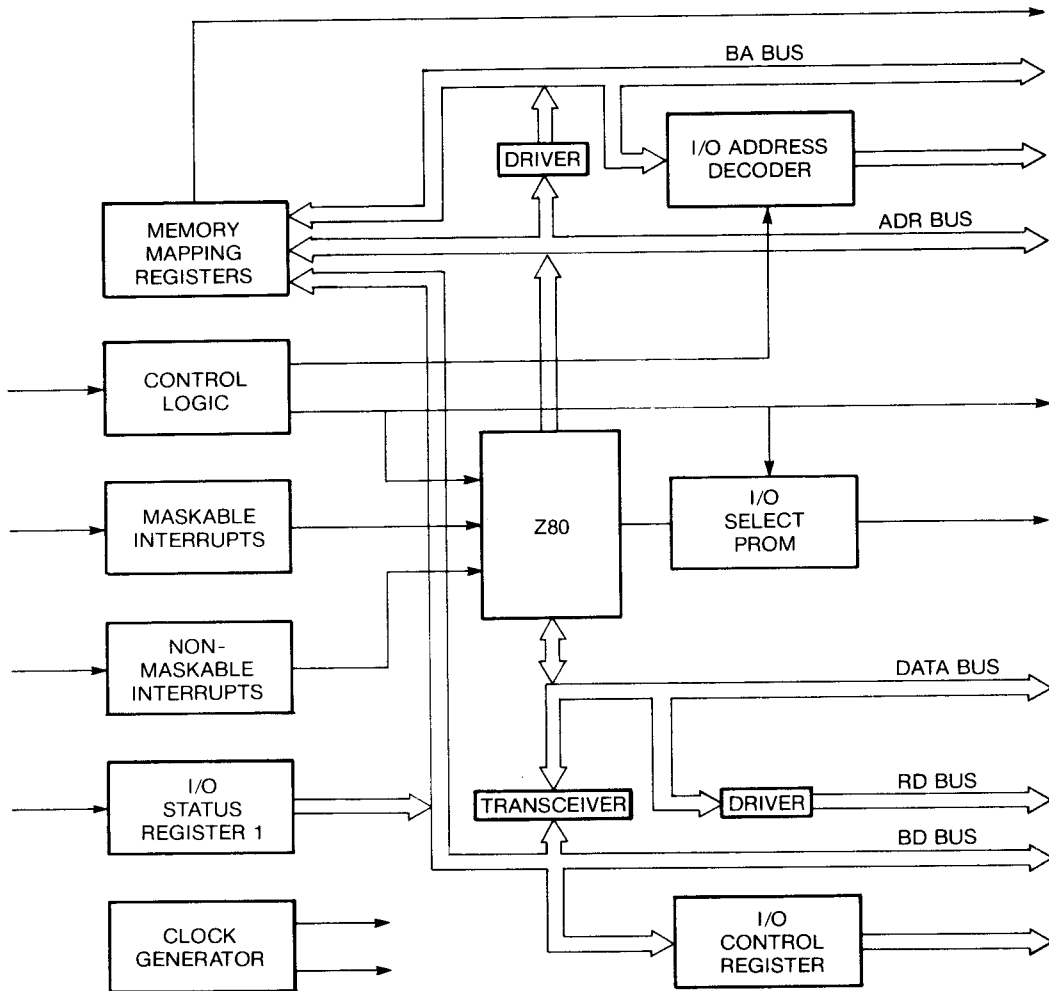 BA BUS
DRIVER
I/O ADDRESS
DECODER
MEMORY
MAPPING
REGISTERS
ADR BUS
CONTROL
LOGIC
MASKABLE
INTERRUPTS
Z80
I/O
SELECT
PROM
NON-
MASKABLE
INTERRUPTS
DATA BUS
I/O
STATUS
REGISTER 1
TRANSCEIVER
DRIVER
RD BUS
BD BUS
CLOCK
GENERATOR
I/O
CONTROL
REGISTER